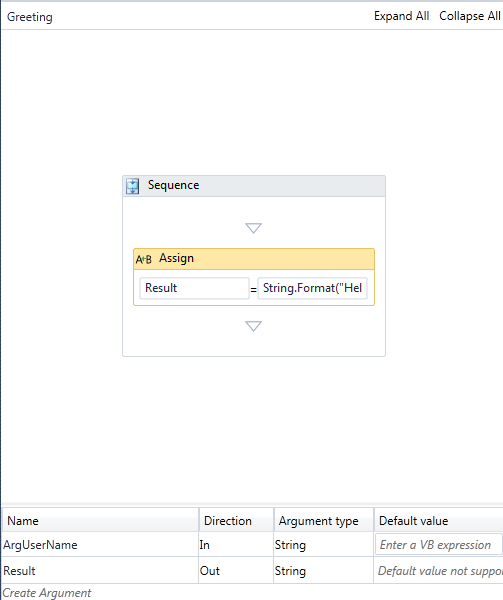 Greeting Expand All Collapse All
Sequence
A+B Assign
Result = String.Format("Hel
Name Direction Argument type Default value
ArgUserName In String Enter a VB expression
Result Out String Default value not suppo
Create Argument